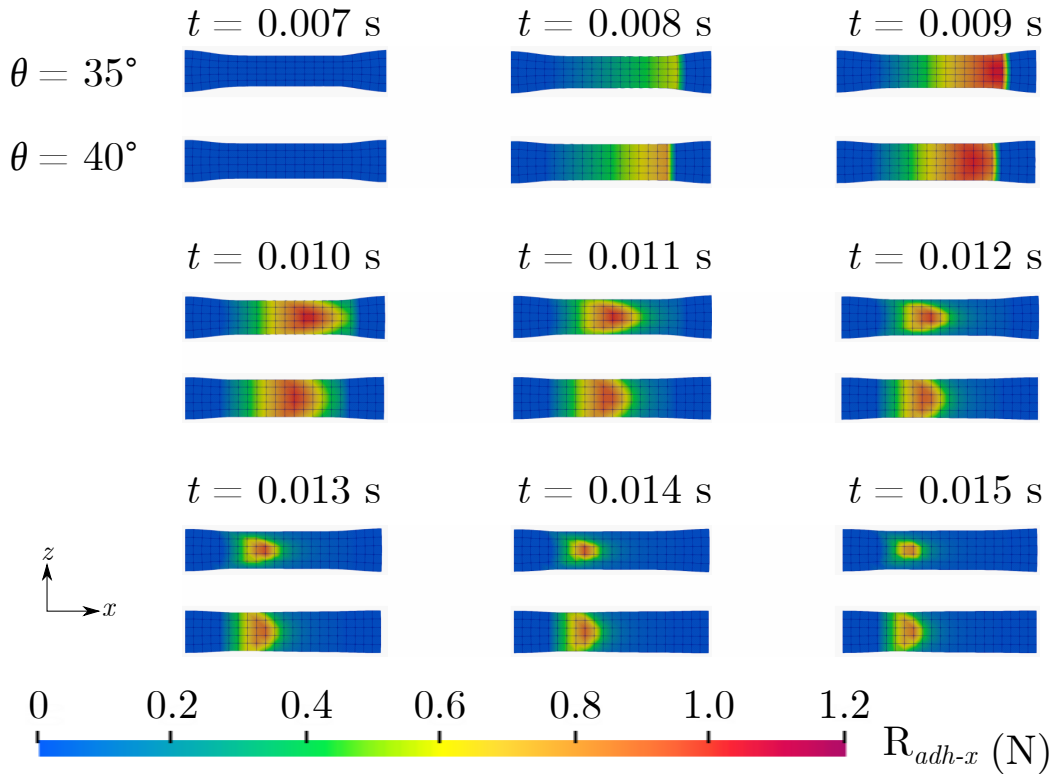 t = 0.007 s t = 0.008 s t = 0.009 s
θ = 35°
θ = 40°
t = 0.010 s t = 0.011 s t = 0.012 s
t = 0.013 s t = 0.014 s t = 0.015 s
z
x
0 0.2 0.4 0.6 0.8 1.0 1.2
R_adh-x (N)